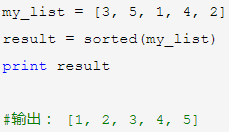 my_list = [3, 5, 1, 4, 2]
result = sorted(my_list)
print result
#输出： [1, 2, 3, 4, 5]